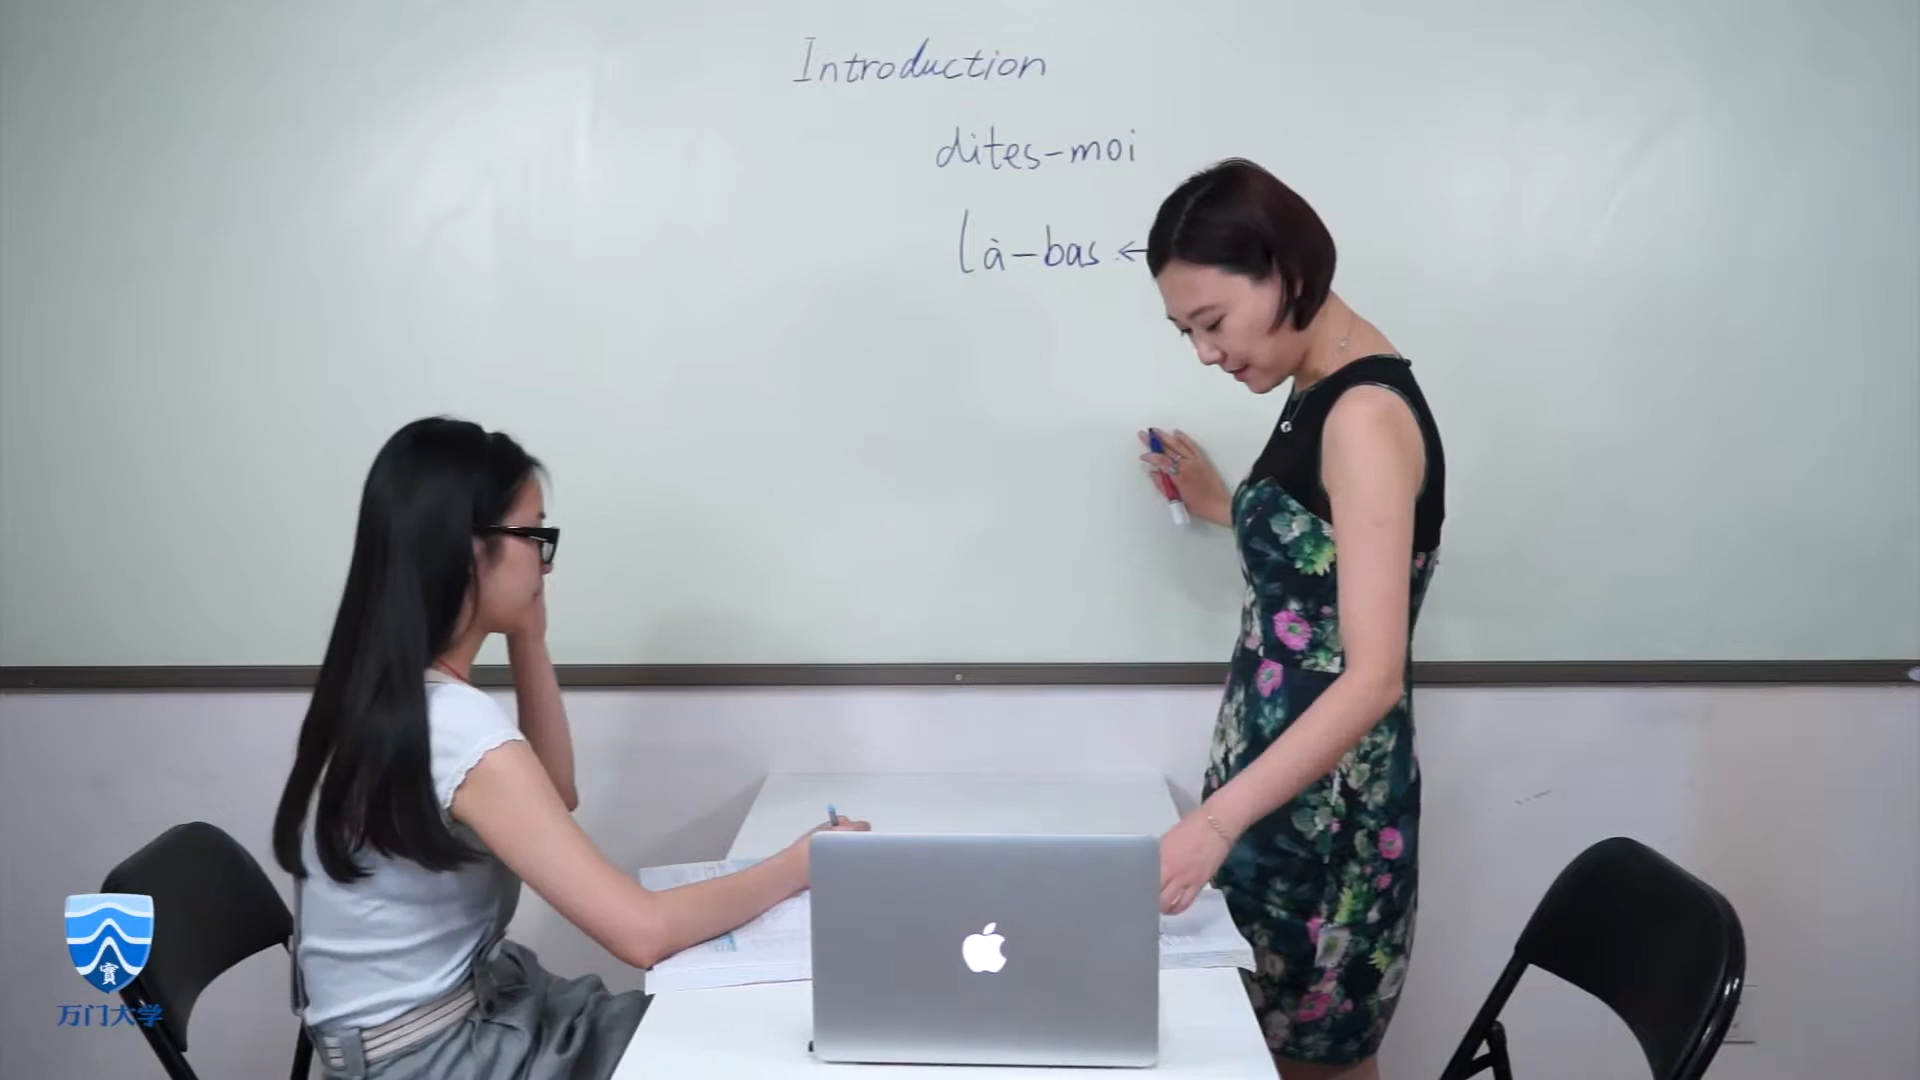 Introduction
dites-moi
là-bas ←
實
万门大学